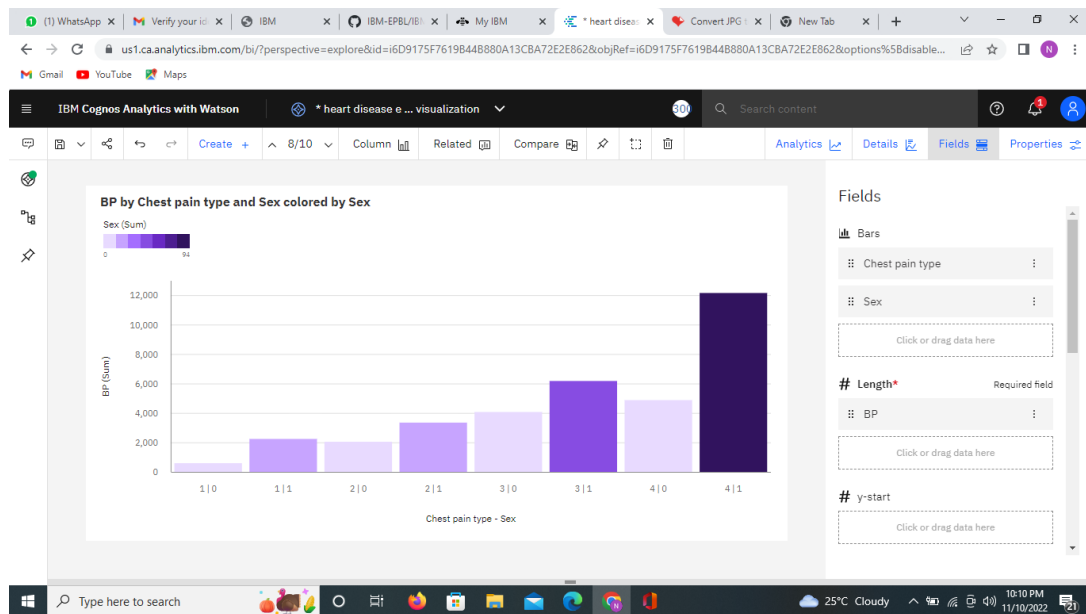 (1) WhatsApp
Verify your id
IBM
IBM-EPBL/IB
My IBM
* heart diseas
Convert JPG t
New Tab
us1.ca.analytics.ibm.com/bi/?perspective=explore&id=i6D9175F7619B44B880A13CBA72E2E862&objRef=i6D9175F7619B44B880A13CBA72E2E862&options%5Bdisable...
N
Gmail YouTube Maps
IBM Cognos Analytics with Watson
* heart disease e ... visualization
30
Search content
1
Create + 8/10 Column Related Compare
Analytics Details Fields Properties
BP by Chest pain type and Sex colored by Sex
Sex (Sum)
0 94
12,000
10,000
8,000
6,000
4,000
2,000
0
BP (Sum)
1|0 1|1 2|0 2|1 3|0 3|1 4|0 4|1
Chest pain type - Sex
Fields
Bars
Chest pain type
Sex
Click or drag data here
# Length* Required field
BP
Click or drag data here
# y-start
Click or drag data here
Type here to search
25°C Cloudy
10:10 PM
11/10/2022